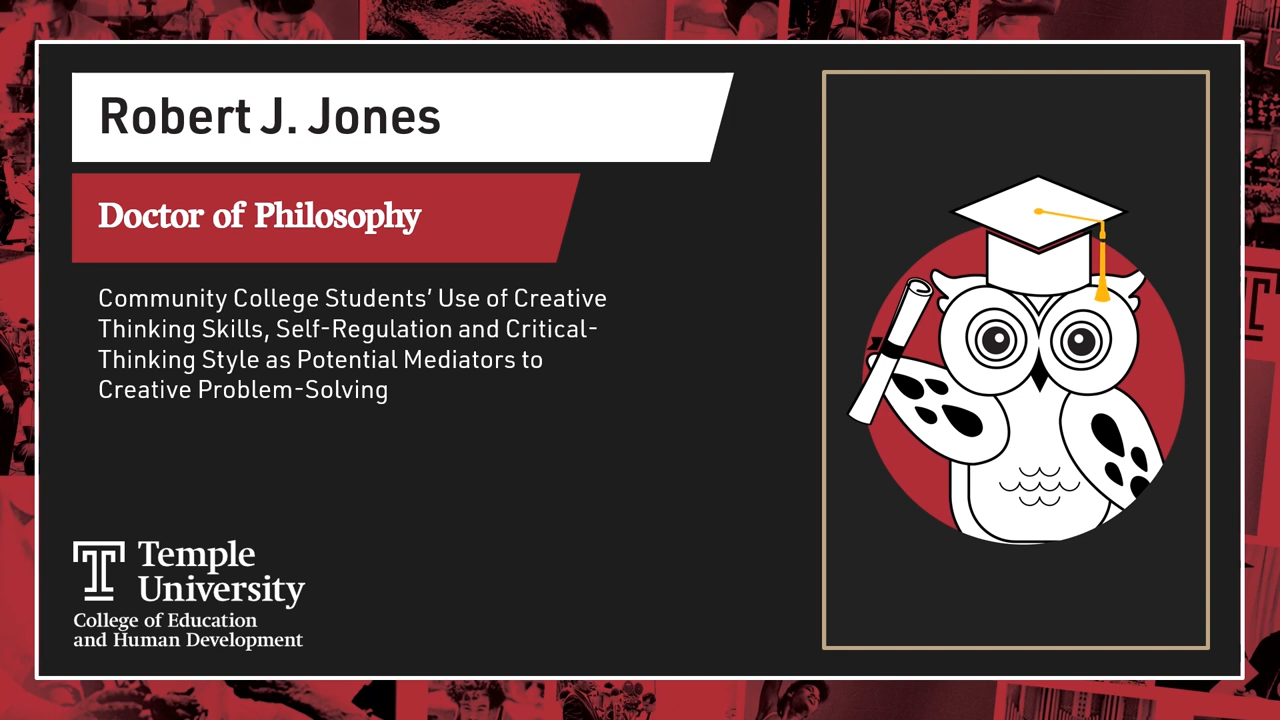 Robert J. Jones
Doctor of Philosophy
Community College Students’ Use of Creative
Thinking Skills, Self-Regulation and Critical-
Thinking Style as Potential Mediators to
Creative Problem-Solving
Temple
University
College of Education
and Human Development